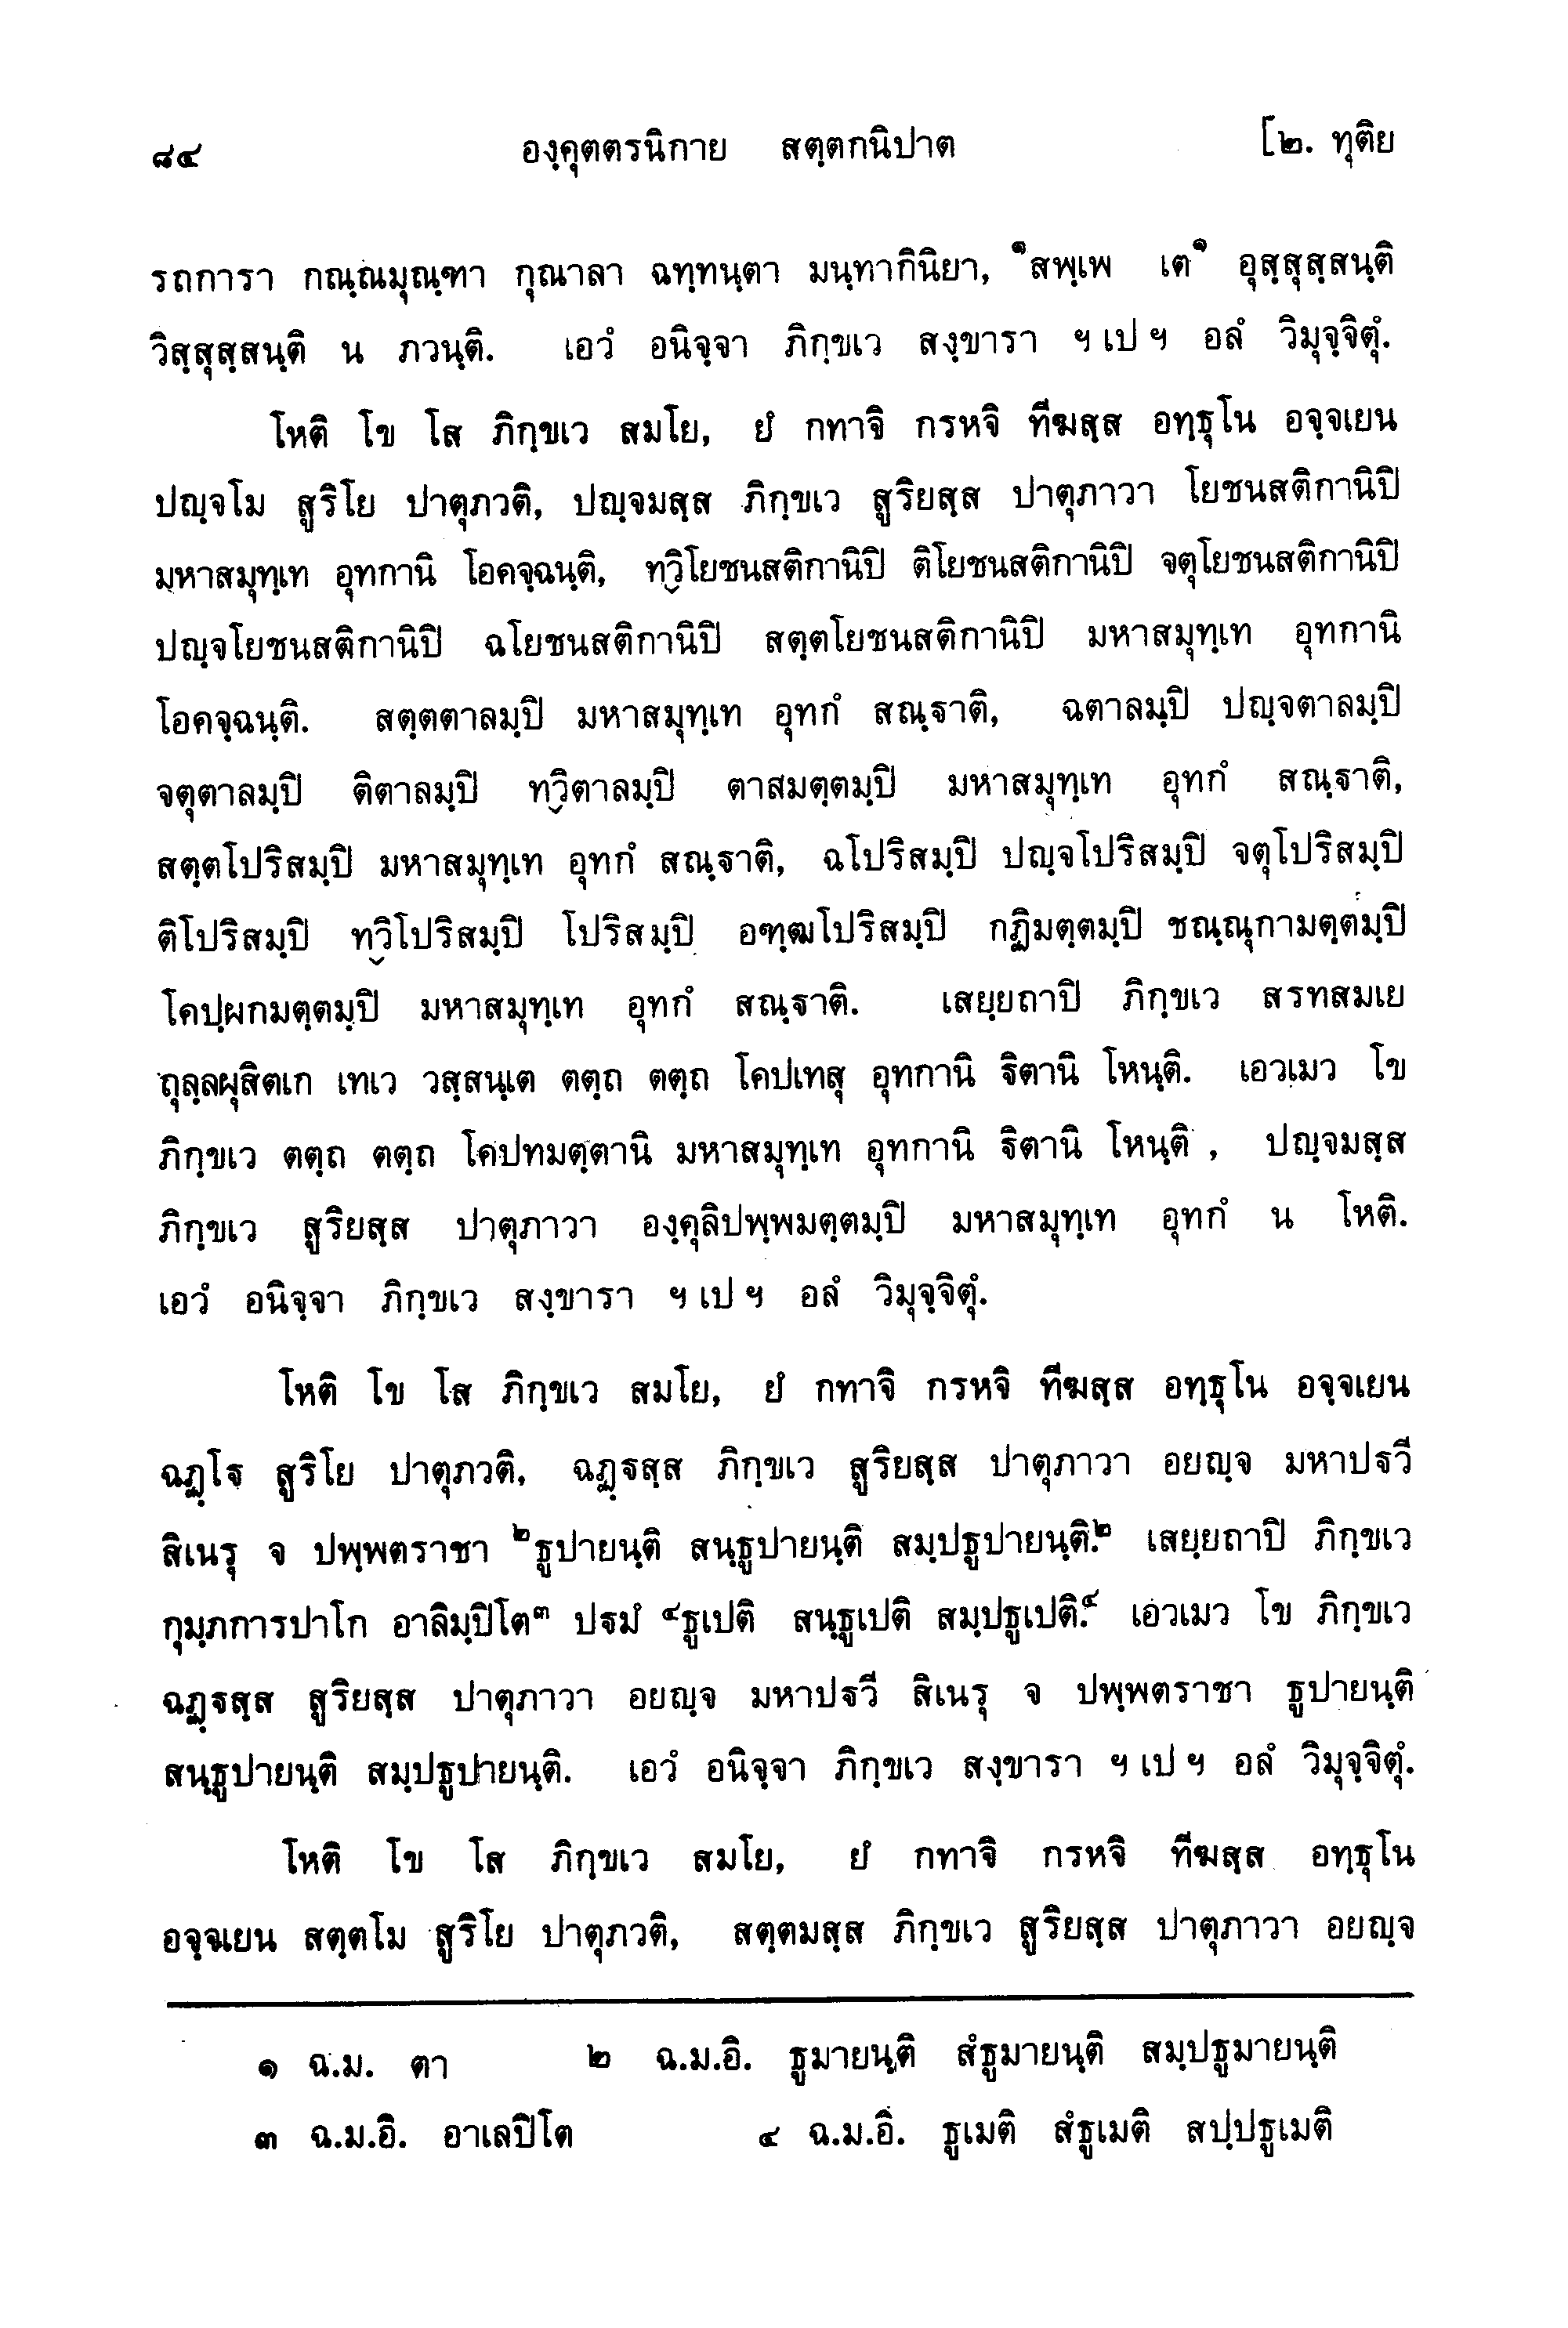 ๘๔ องฺคุตตรนิกาย สตฺตกนิปาต [๒. ทุติย
รถการา กณฺณมุณฺฑา กุณาลา ฉทฺทนฺตา มนฺทากินิยา, ๑สพฺเพ เต๑ อุสฺสุสฺสนฺติ
วิสฺสุสฺสนฺติ น ภวนฺติ. เอวํ อนิจฺจา ภิกฺขเว สงฺขารา ฯ เป ฯ อลํ วิมุจฺจิตุํ.
โหติ โข โส ภิกฺขเว สมโย, ยํ กทาจิ กรหจิ ทีฆสฺส อทฺธุโน อจฺจเยน
ปญฺจโม สูริโย ปาตุภวติ, ปญฺจมสฺส ภิกฺขเว สูริยสฺส ปาตุภาวา โยชนสติกานิปิ
มหาสมุทฺเท อุทกานิ โอคจฺฉนฺติ, ทฺวิโยชนสติกานิปิ ติโยชนสติกานิปิ จตุโยชนสติกานิปิ
ปญฺจโยชนสติกานิปิ ฉโยชนสติกานิปิ สตฺตโยชนสติกานิปิ มหาสมุทฺเท อุทกานิ
โอคจฺฉนฺติ. สตฺตตาลมฺปิ มหาสมุทฺเท อุทกํ สณฺฐาติ, ฉตาลมฺปิ ปญฺจตาลมฺปิ
จตุตาลมฺปิ ติตาลมฺปิ ทฺวิตาลมฺปิ ตาสมตฺตมฺปิ มหาสมุทฺเท อุทกํ สณฺฐาติ,
สตฺตโปริสมฺปิ มหาสมุทฺเท อุทกํ สณฺฐาติ, ฉโปริสมฺปิ ปญฺจโปริสมฺปิ จตุโปริสมฺปิ
ติโปริสมฺปิ ทฺวิโปริสมฺปิ โปริสมฺปิ อฑฺฒโปริสมฺปิ กฏิมตฺตมฺปิ ชณฺณุกามตฺตมฺปิ
โคปฺผกมตฺตมฺปิ มหาสมุทฺเท อุทกํ สณฺฐาติ. เสยฺยถาปิ ภิกฺขเว สรทสมเย
ถุลฺลผุสิตเก เทเว วสฺสนฺเต ตตฺถ ตตฺถ โคปเทสุ อุทกานิ ฐิตานิ โหนฺติ. เอวเมว โข
ภิกฺขเว ตตฺถ ตตฺถ โคปทมตฺตานิ มหาสมุทฺเท อุทกานิ ฐิตานิ โหนฺติ , ปญฺจมสฺส
ภิกฺขเว สูริยสฺส ปาตุภาวา องฺคุลิปพฺพมตฺตมฺปิ มหาสมุทฺเท อุทกํ น โหติ.
เอวํ อนิจฺจา ภิกฺขเว สงฺขารา ฯ เป ฯ อลํ วิมุจฺจิตุํ.
โหติ โข โส ภิกฺขเว สมโย, ยํ กทาจิ กรหจิ ทีฆสฺส อทฺธุโน อจฺจเยน
ฉฏฺโฐ สูริโย ปาตุภวติ, ฉฏฺฐสฺส ภิกฺขเว สูริยสฺส ปาตุภาวา อยญฺจ มหาปฐวี
สิเนรุ จ ปพฺพตราชา ๒ธูปายนฺติ สนฺธูปายนฺติ สมฺปธูปายนฺติ.๒ เสยฺยถาปิ ภิกฺขเว
กุมฺภการปาโก อาลิมฺปิโต๓ ปฐมํ ๔ธูเปติ สนฺธูเปติ สมฺปธูเปติ.๔ เอวเมว โข ภิกฺขเว
ฉฏฺฐสฺส สูริยสฺส ปาตุภาวา อยญฺจ มหาปฐวี สิเนรุ จ ปพฺพตราชา ธูปายนฺติ
สนฺธูปายนฺติ สมฺปธูปายนฺติ. เอวํ อนิจฺจา ภิกฺขเว สงฺขารา ฯ เป ฯ อลํ วิมุจฺจิตุํ.
โหติ โข โส ภิกฺขเว สมโย, ยํ กทาจิ กรหจิ ทีฆสฺส อทฺธุโน
อจฺจเยน สตฺตโม สูริโย ปาตุภวติ, สตฺตมสฺส ภิกฺขเว สูริยสฺส ปาตุภาวา อยญฺจ
๑ ฉ.ม. ตา ๒ ฉ.ม.อิ. ธูมายนฺติ สํธูมายนฺติ สมฺปธูมายนฺติ
๓ ฉ.ม.อิ. อาเลปิโต ๔ ฉ.ม.อิ. ธูเมติ สํธูเมติ สปฺปธูเมติ